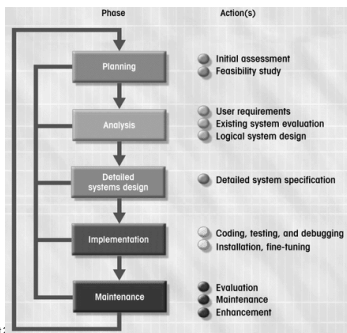 Phase Action(s)
Planning
Initial assessment
Feasibility study
Analysis
User requirements
Existing system evaluation
Logical system design
Detailed
systems design
Detailed system specification
Implementation
Coding, testing, and debugging
Installation, fine-tuning
Maintenance
Evaluation
Maintenance
Enhancement